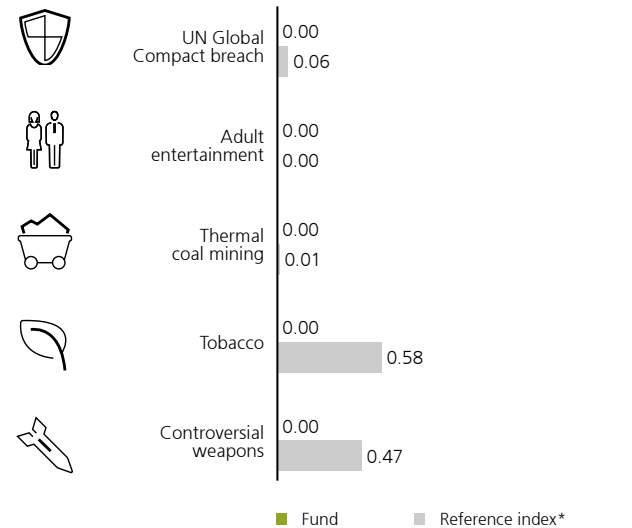 UN Global
Compact breach
0.00
0.06
Adult
entertainment
0.00
0.00
Thermal
coal mining
0.00
0.01
Tobacco
0.00
0.58
Controversial
weapons
0.00
0.47
Fund
Reference index*